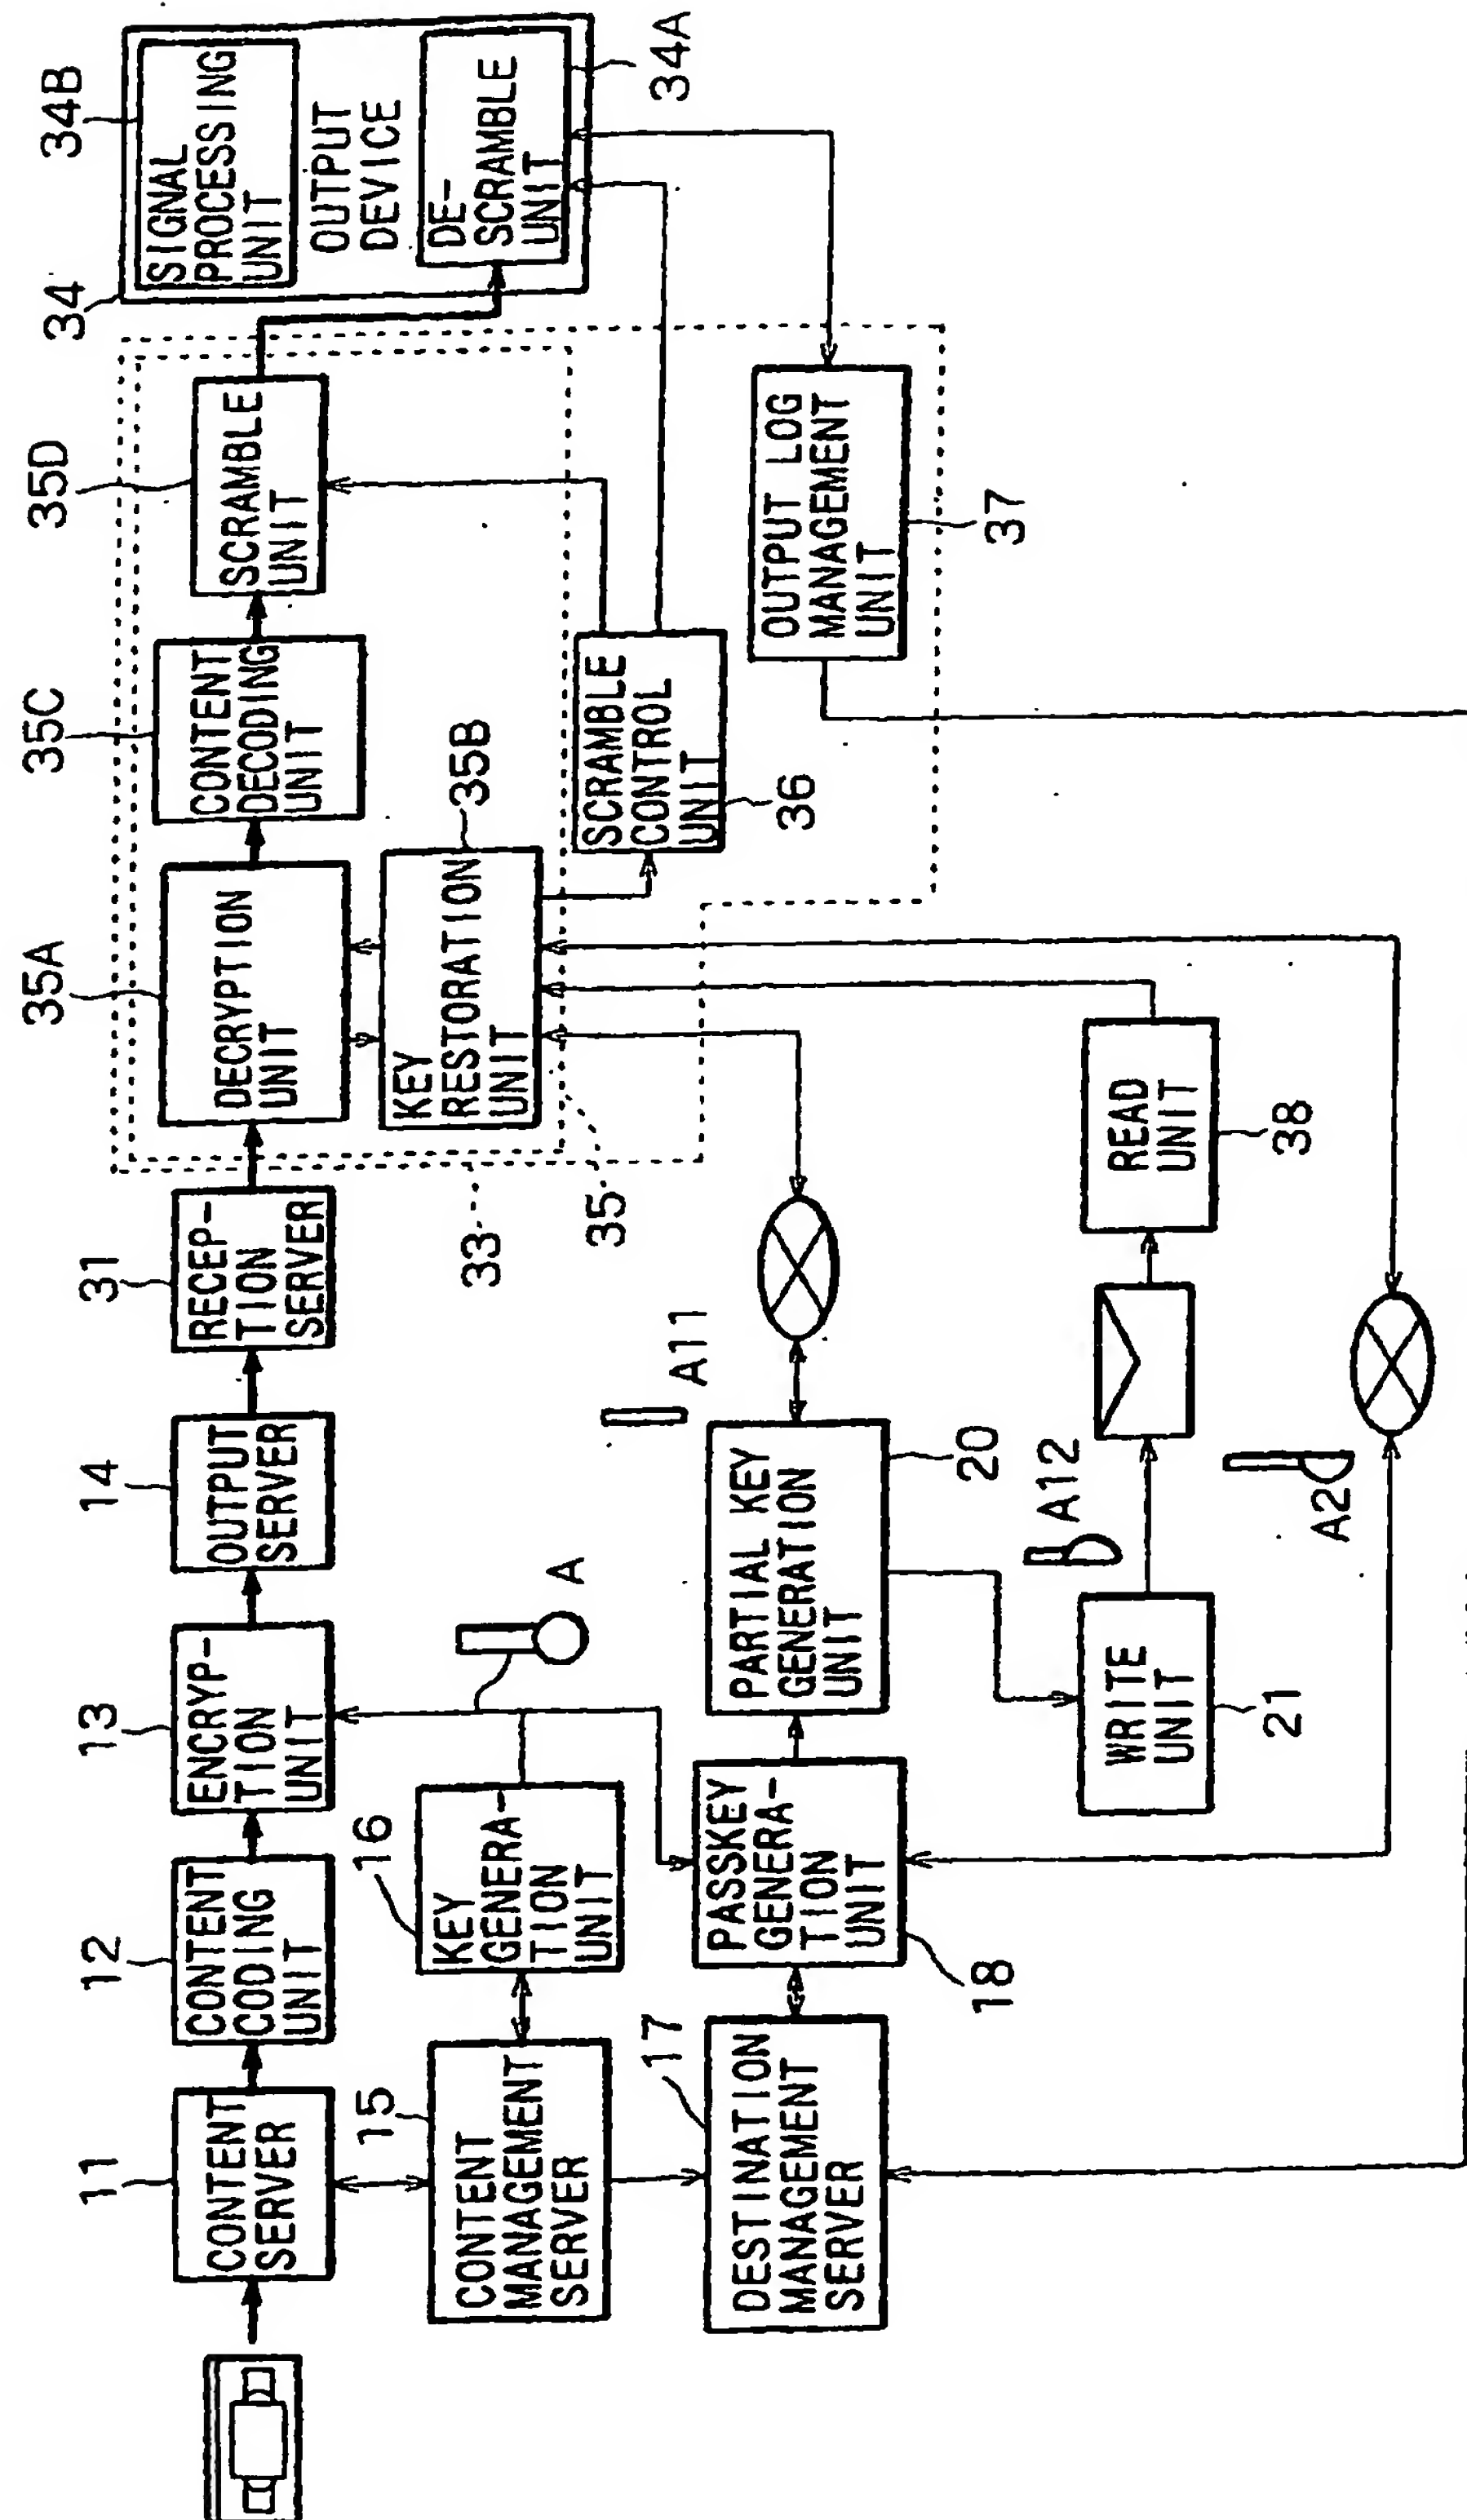 11
CONTENT
SERVER
12
CONTENT
CODING
UNIT
13
ENCRYP-
TION
UNIT
14
OUTPUT
SERVER
31
RECEP-
TION
SERVER
35A
DECRYPTION
UNIT
35C
CONTENT
DECODING
UNIT
35D
SCRAMBLE
UNIT
34
34B
SIGNAL
PROCESSING
UNIT
OUTPUT
DEVICE
DE-
SCRAMBLE
UNIT
34A
15
CONTENT
MANAGEMENT
SERVER
16
KEY
GENERA-
TION
UNIT
A
33
35
KEY
RESTORATION
UNIT
35B
SCRAMBLE
CONTROL
UNIT
36
OUTPUT LOG
MANAGEMENT
UNIT
37
17
DESTINATION
MANAGEMENT
SERVER
PASSKEY
GENERA-
TION
UNIT
18
PARTIAL KEY
GENERATION
UNIT
20
A11
WRITE
UNIT
21
A12
READ
UNIT
38
A2